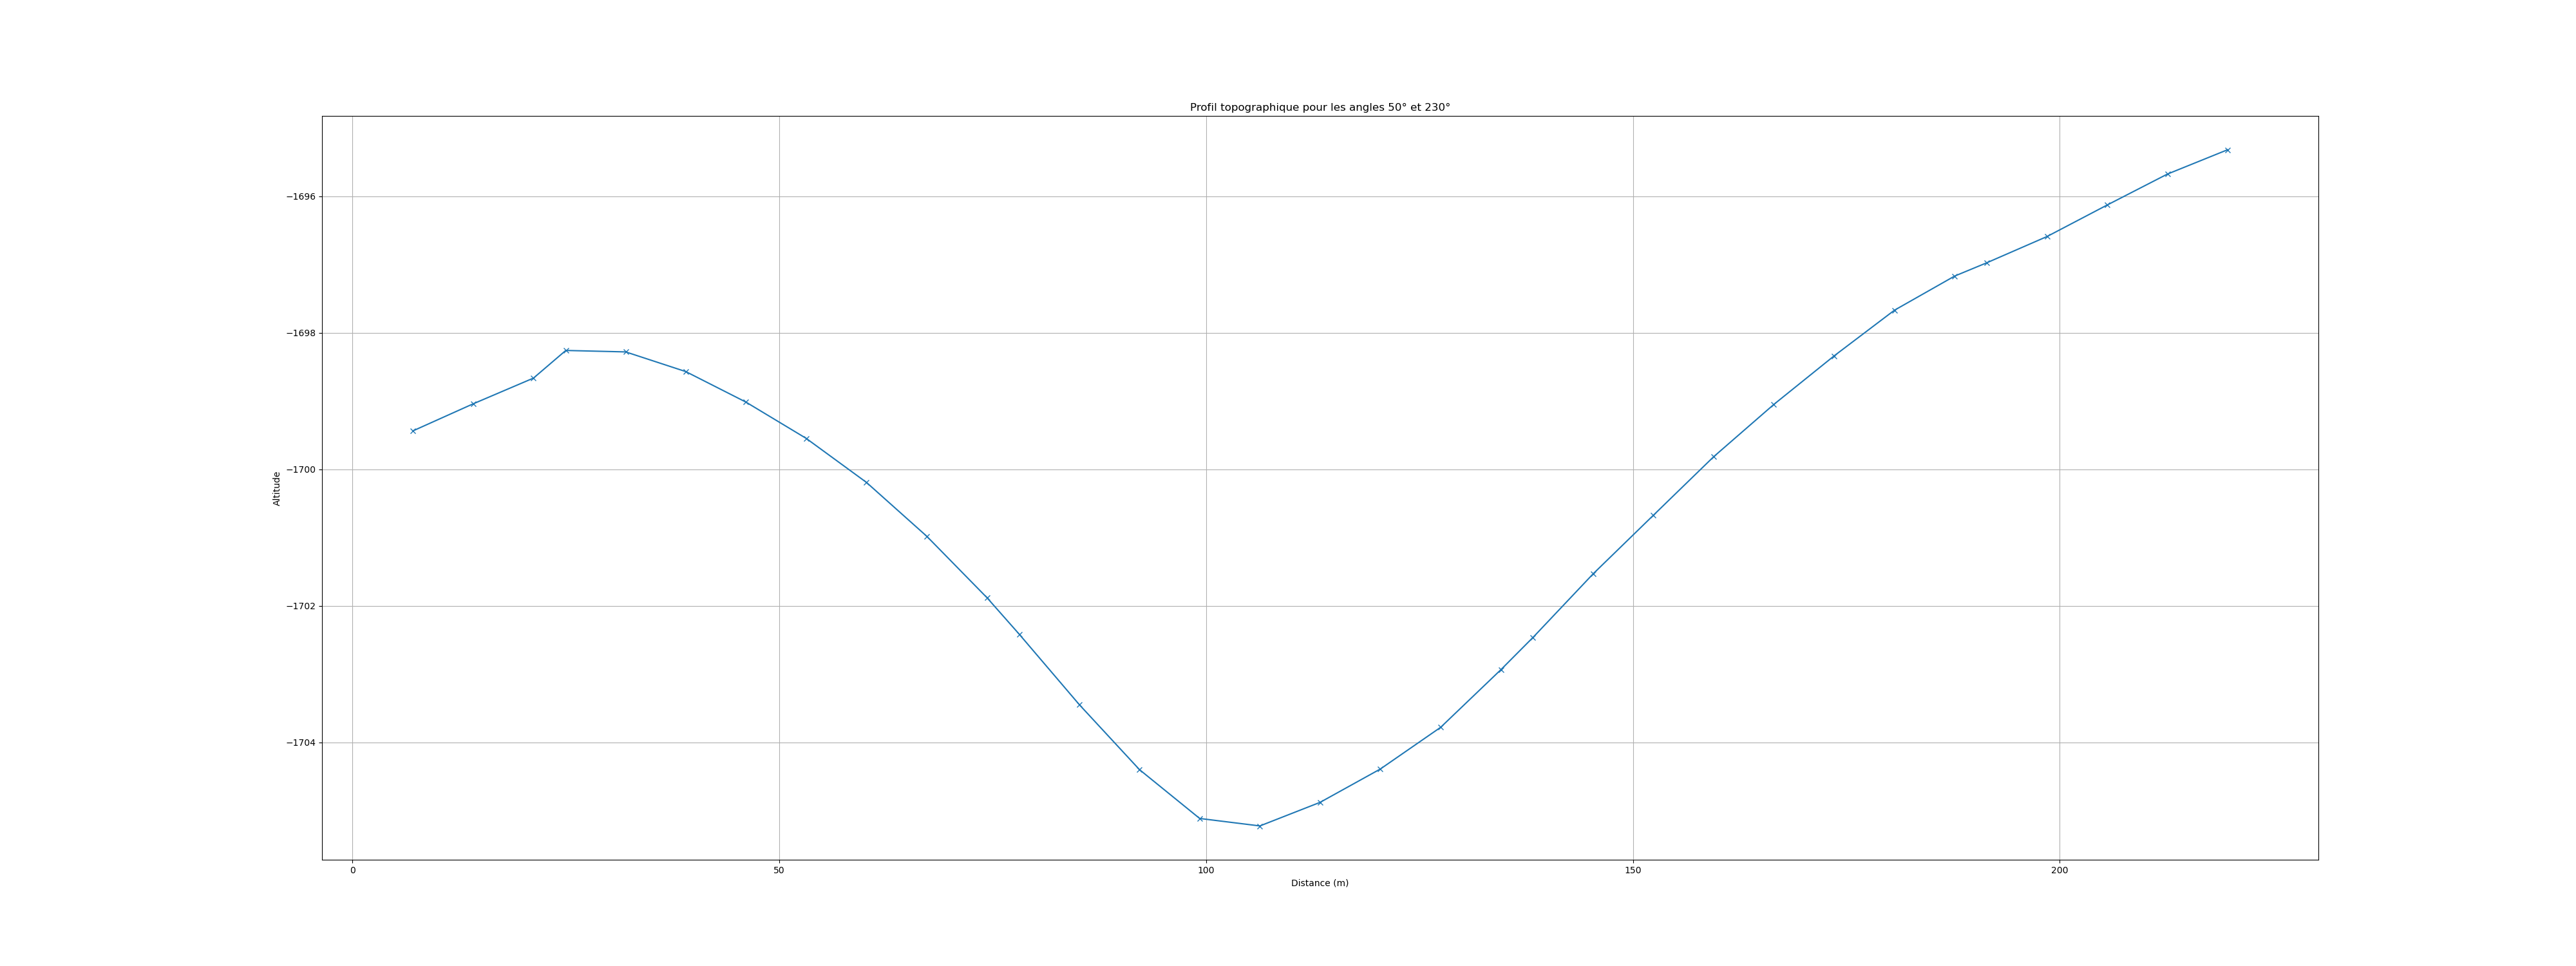 Profil topographique pour les angles 50° et 230°
Altitude
−1696
−1698
−1700
−1702
−1704
0 50 100 150 200
Distance (m)